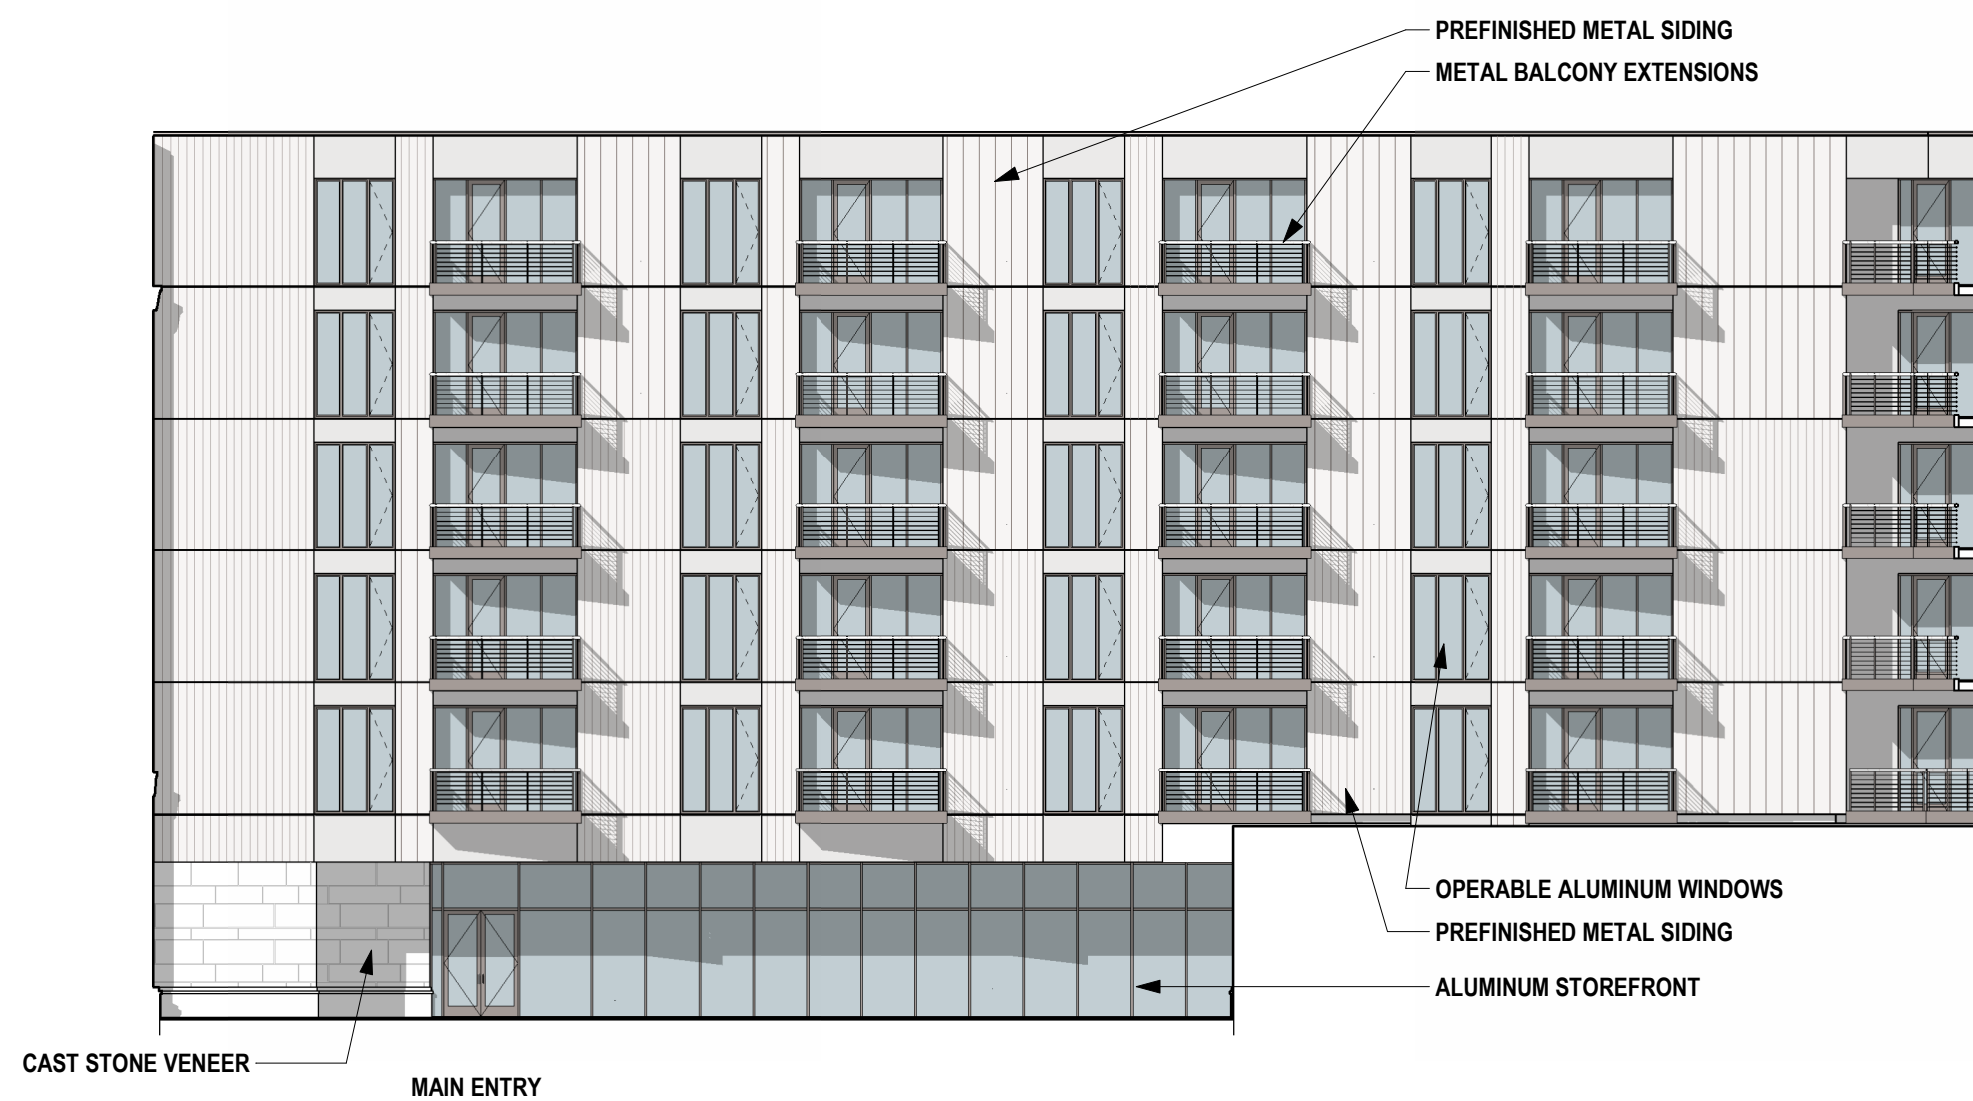 PREFINISHED METAL SIDING
METAL BALCONY EXTENSIONS
OPERABLE ALUMINUM WINDOWS
PREFINISHED METAL SIDING
ALUMINUM STOREFRONT
CAST STONE VENEER
MAIN ENTRY